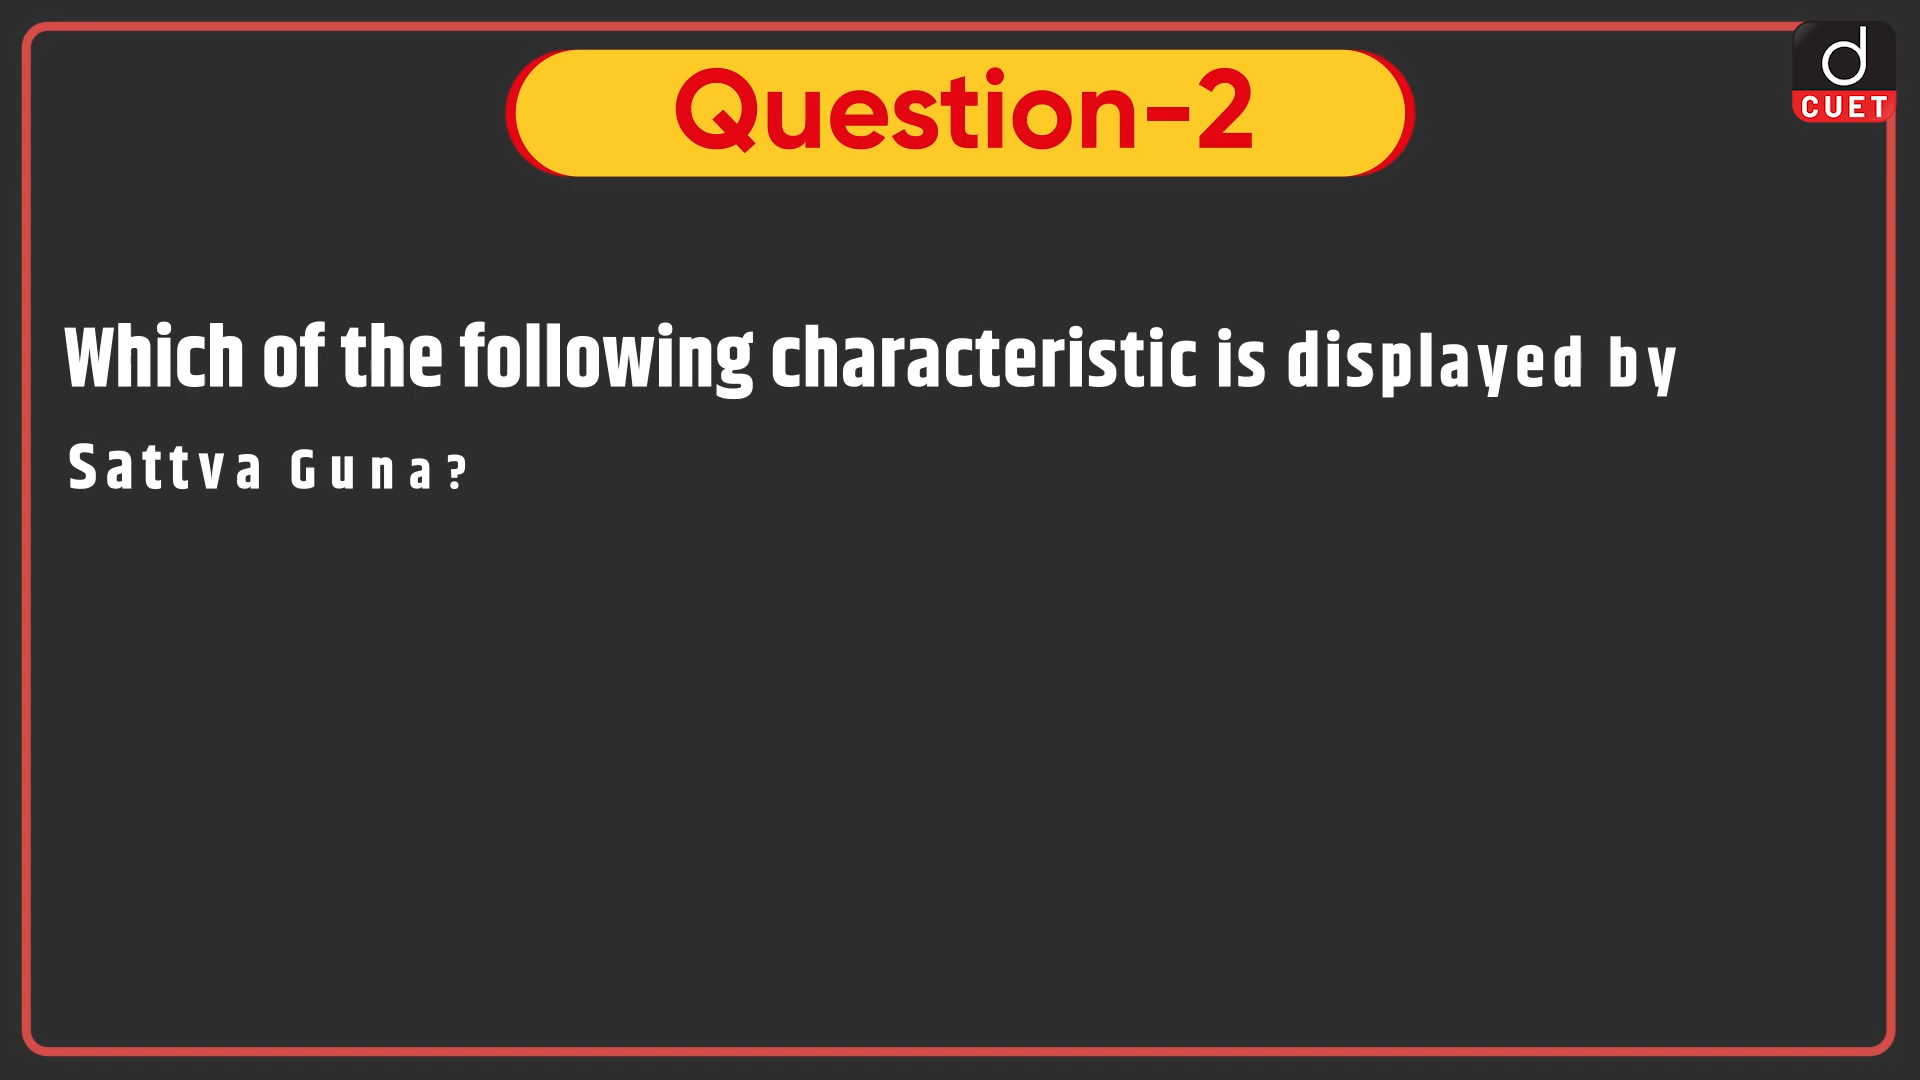 d
CUET
Question-2
Which of the following characteristic is displayed by
Sattva Guna?